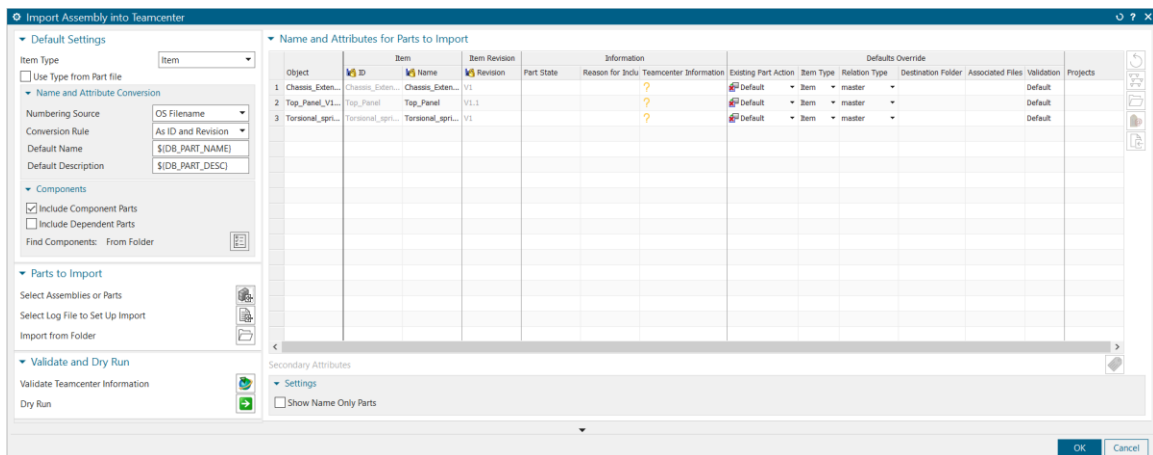 Import Assembly into Teamcenter
Default Settings
Item Type Item
Use Type from Part file
Name and Attribute Conversion
Numbering Source OS Filename
Conversion Rule As ID and Revision
Default Name $(DB_PART_NAME)
Default Description $(DB_PART_DESC)
Components
Include Component Parts
Include Dependent Parts
Find Components: From Folder
Parts to Import
Select Assemblies or Parts
Select Log File to Set Up Import
Import from Folder
Validate and Dry Run
Validate Teamcenter Information
Dry Run
Name and Attributes for Parts to Import
Item Item Revision Information Defaults Override
Object ID Name Revision Part State Reason for Inclu Teamcenter Information Existing Part Action Item Type Relation Type Destination Folder Associated Files Validation Projects
1 Chassis_Exten... Chassis_Exten... Chassis_Exten... V1 ? Default Item master Default
2 Top_Panel_V1... Top_Panel Top_Panel V1.1 ? Default Item master Default
3 Torsional_spri... Torsional_spri... Torsional_spri... V1 ? Default Item master Default
Secondary Attributes
Settings
Show Name Only Parts
OK Cancel